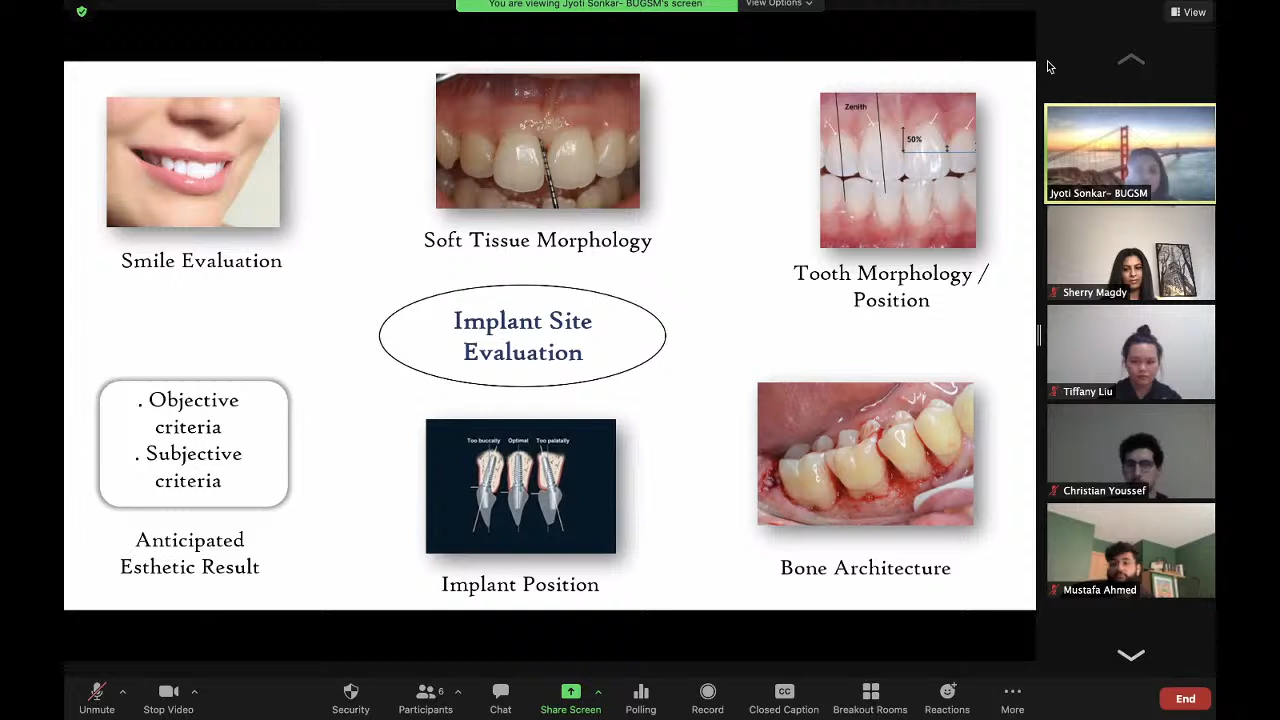 You are viewing Jyoti Sonkar- BUGSM's screen
View Options
View
Zenith
50%
Smile Evaluation
Soft Tissue Morphology
Tooth Morphology /
Position
Implant Site
Evaluation
. Objective
criteria
. Subjective
criteria
Anticipated
Esthetic Result
Too buccally Optimal Too palatally
Implant Position
Bone Architecture
Jyoti Sonkar- BUGSM
Sherry Magdy
Tiffany Liu
Christian Youssef
Mustafa Ahmed
Unmute
Stop Video
Security
6
Participants
Chat
Share Screen
Polling
Record
CC
Closed Caption
Breakout Rooms
Reactions
More
End